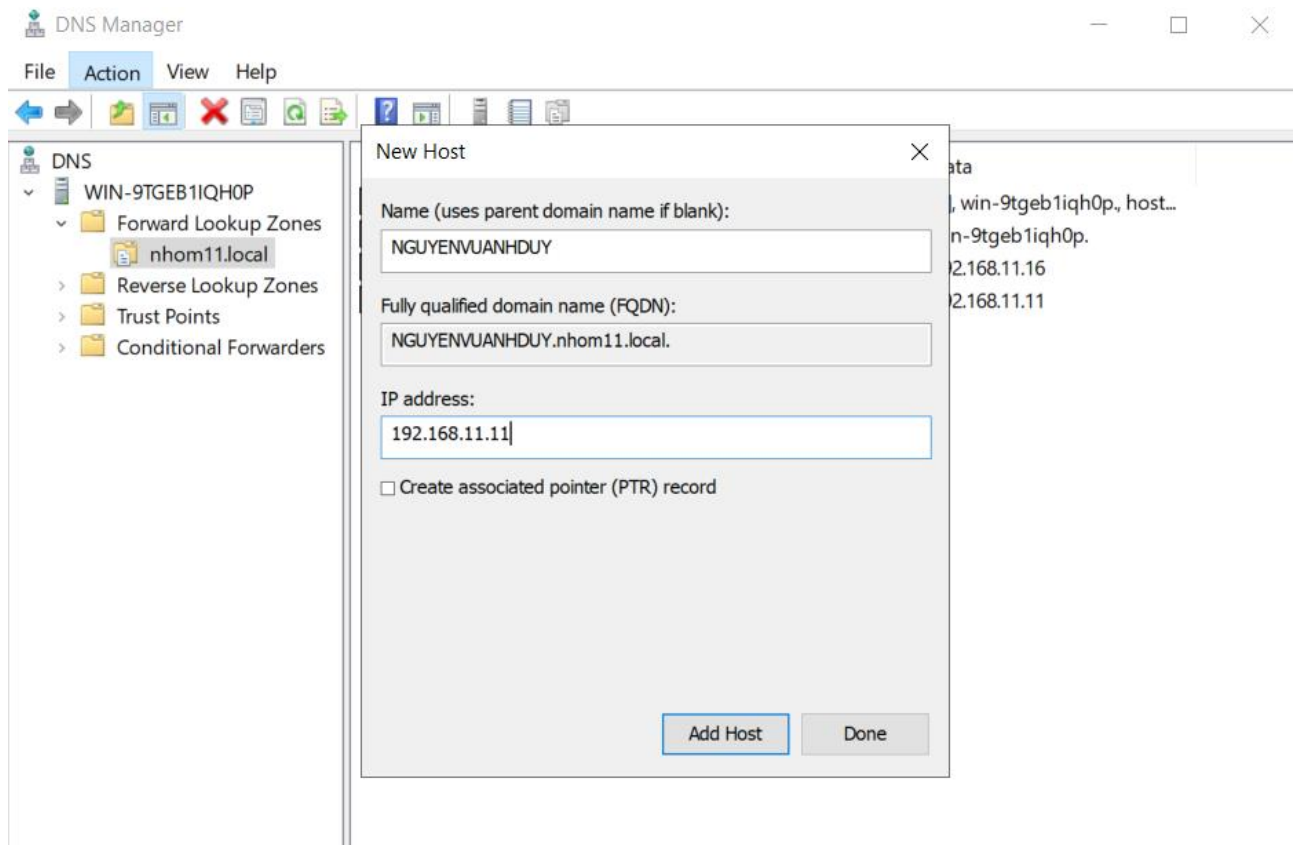 DNS Manager
File Action View Help
DNS
WIN-9TGEB1IQH0P
Forward Lookup Zones
nhom11.local
Reverse Lookup Zones
Trust Points
Conditional Forwarders
New Host
Name (uses parent domain name if blank):
NGUYENVUANHDUY
Fully qualified domain name (FQDN):
NGUYENVUANHDUY.nhom11.local.
IP address:
192.168.11.11
Create associated pointer (PTR) record
Add Host Done
win-9tgeb1iqh0p., host...
n-9tgeb1iqh0p.
2.168.11.16
2.168.11.11